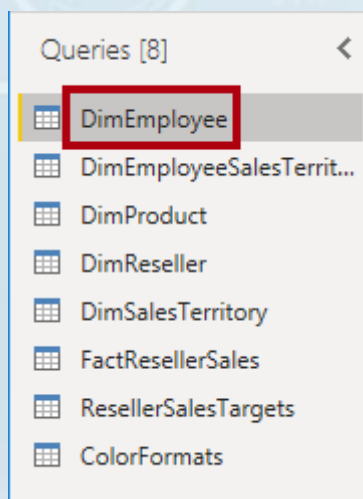 Queries [8]
DimEmployee
DimEmployeeSalesTerrit...
DimProduct
DimReseller
DimSalesTerritory
FactResellerSales
ResellerSalesTargets
ColorFormats